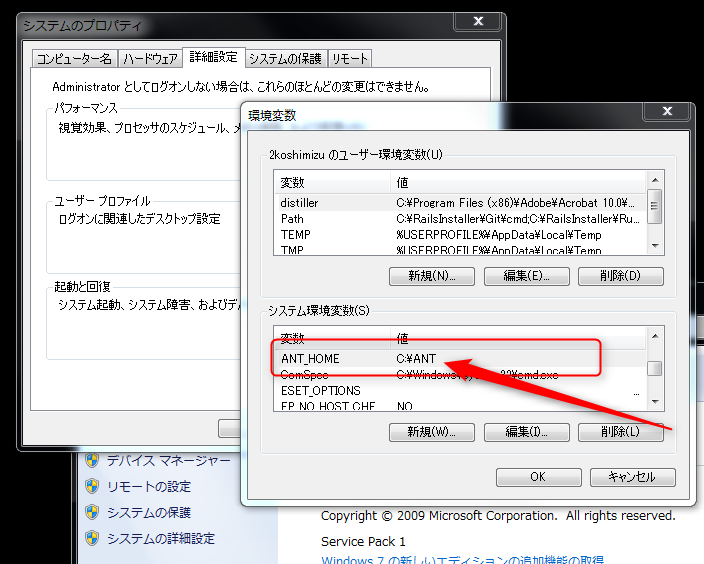 システムのプロパティ
コンピューター名
ハードウェア
詳細設定
システムの保護
リモート
Administrator としてログオンしない場合は、これらのほとんどの変更はできません。
パフォーマンス
視覚効果、プロセッサのスケジュール、
ユーザー プロファイル
ログオンに関連したデスクトップ設定
起動と回復
システム起動、システム障害、および
環境変数
2koshimizu のユーザー環境変数(U)
変数 値
distiller C:¥Program Files (x86)¥Adobe¥Acrobat 10.0¥...
Path C:¥RailsInstaller¥Git¥cmd;C:¥RailsInstaller¥Ru...
TEMP %USERPROFILE%¥AppData¥Local¥Temp
TMP %USERPROFILE%¥AppData¥Local¥Temp
新規(N)... 編集(E)... 削除(D)
システム環境変数(S)
変数 値
ANT_HOME C:¥ANT
ComSpec
ESET_OPTIONS ...
FP_NO_HOST_CHE... NO
新規(W)... 編集(I)... 削除(L)
OK キャンセル
デバイス マネージャー
リモートの設定
システムの保護
システムの詳細設定
Copyright © 2009 Microsoft Corporation. All rights reserved.
Service Pack 1
Windows 7 の新しいエディションの追加機能の取得